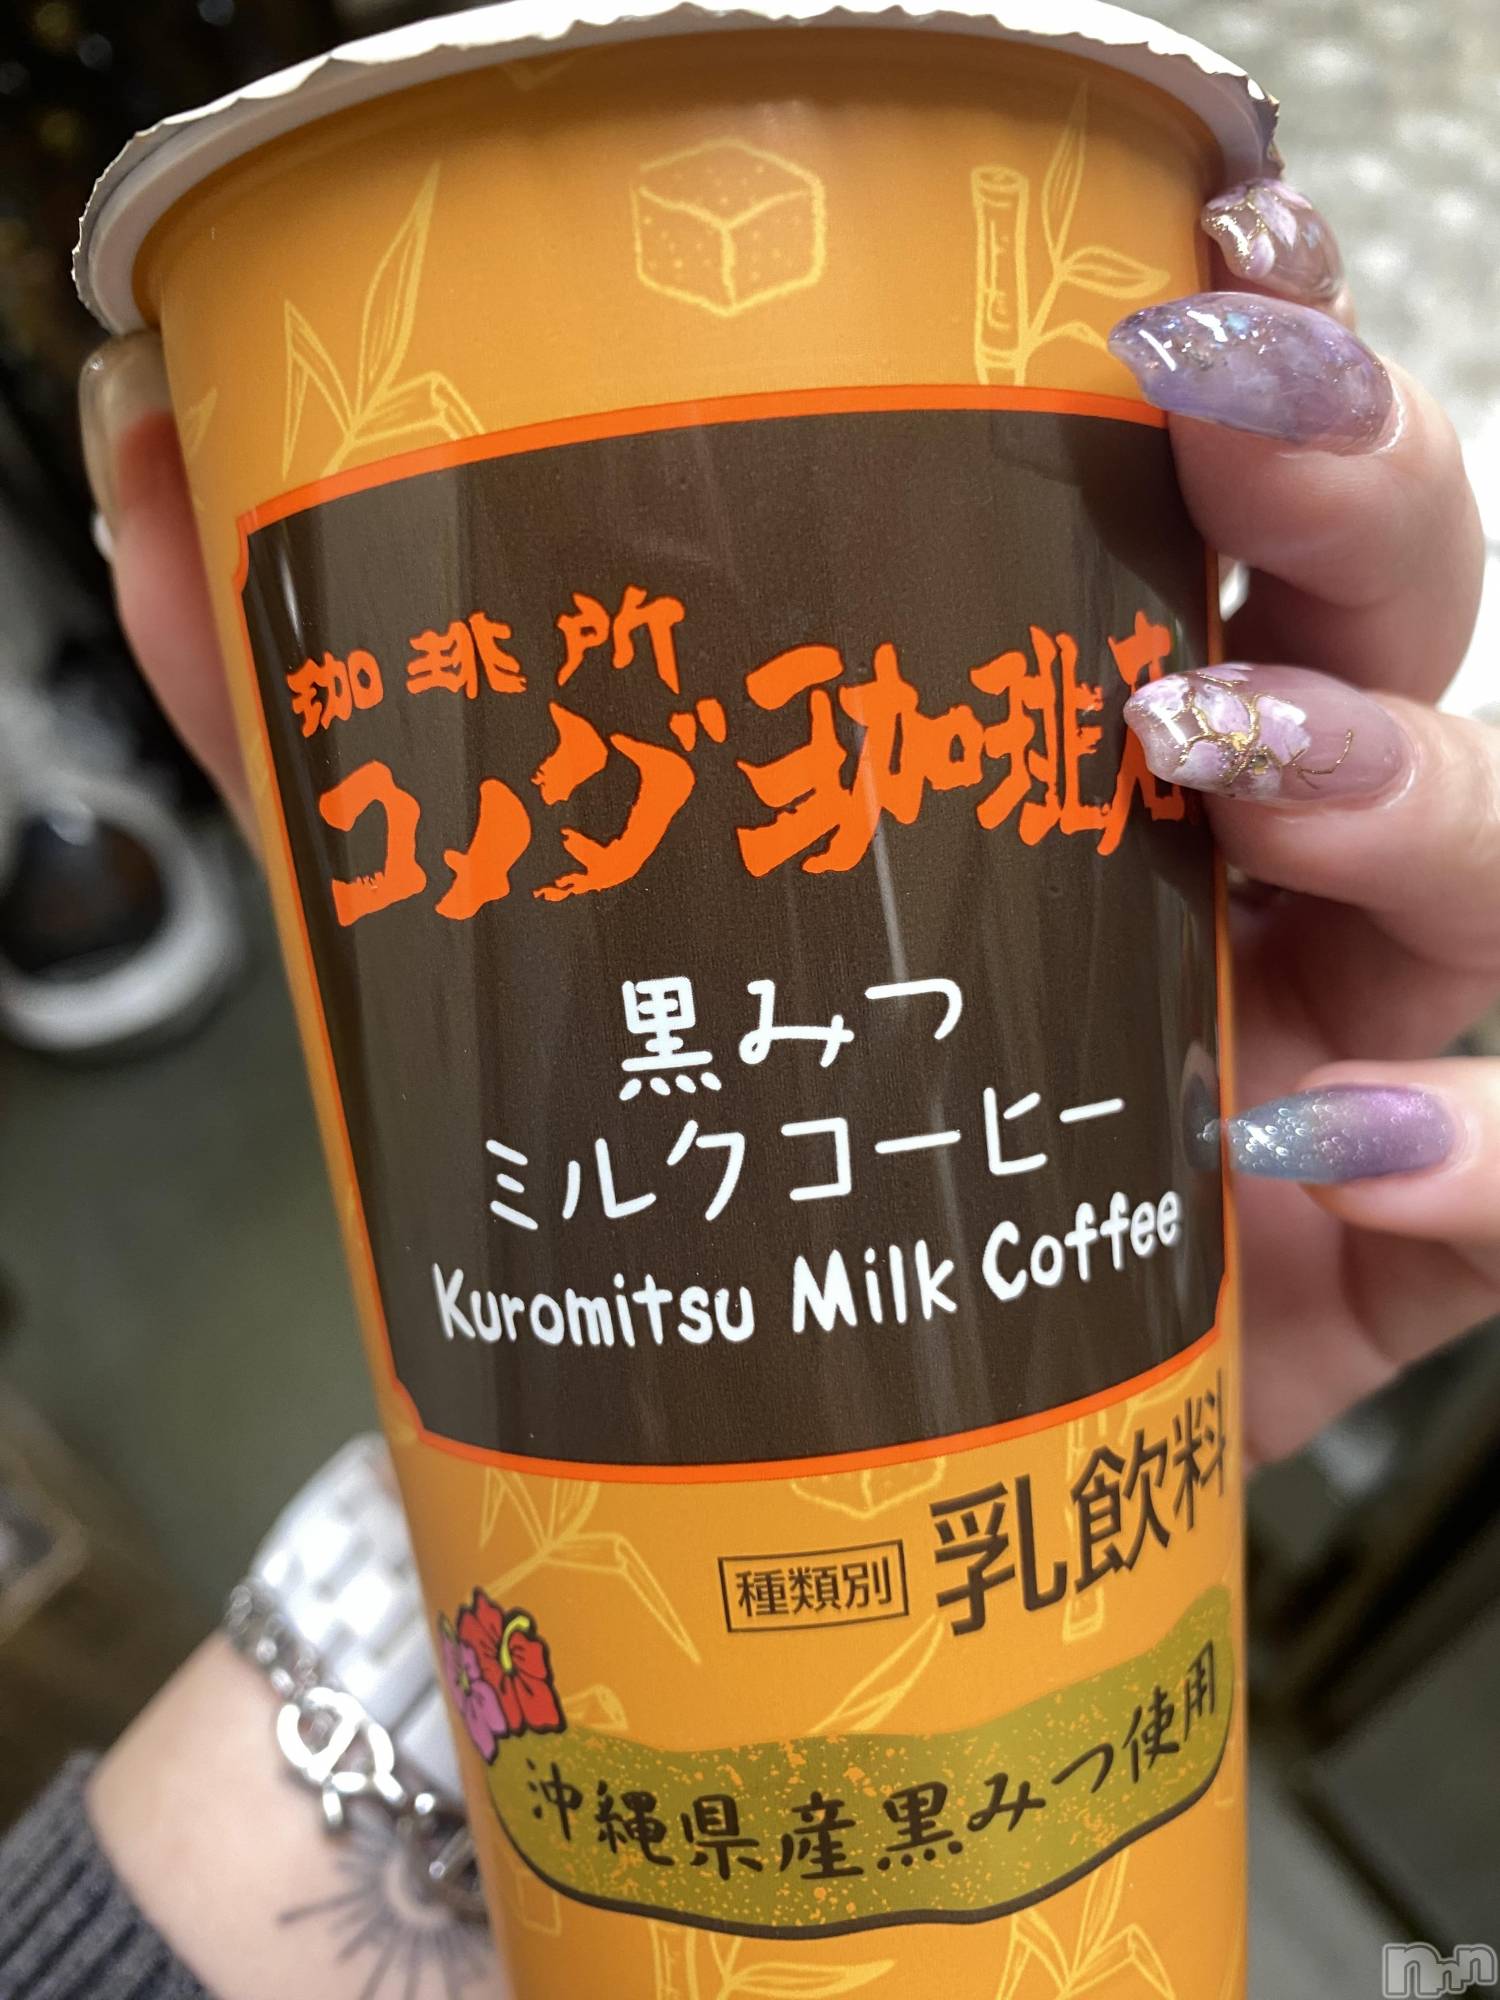 珈琲所
コメダ珈琲店
黒みつ
ミルクコーヒー
Kuromitsu Milk Coffee
種類別 乳飲料
沖縄県産黒みつ使用